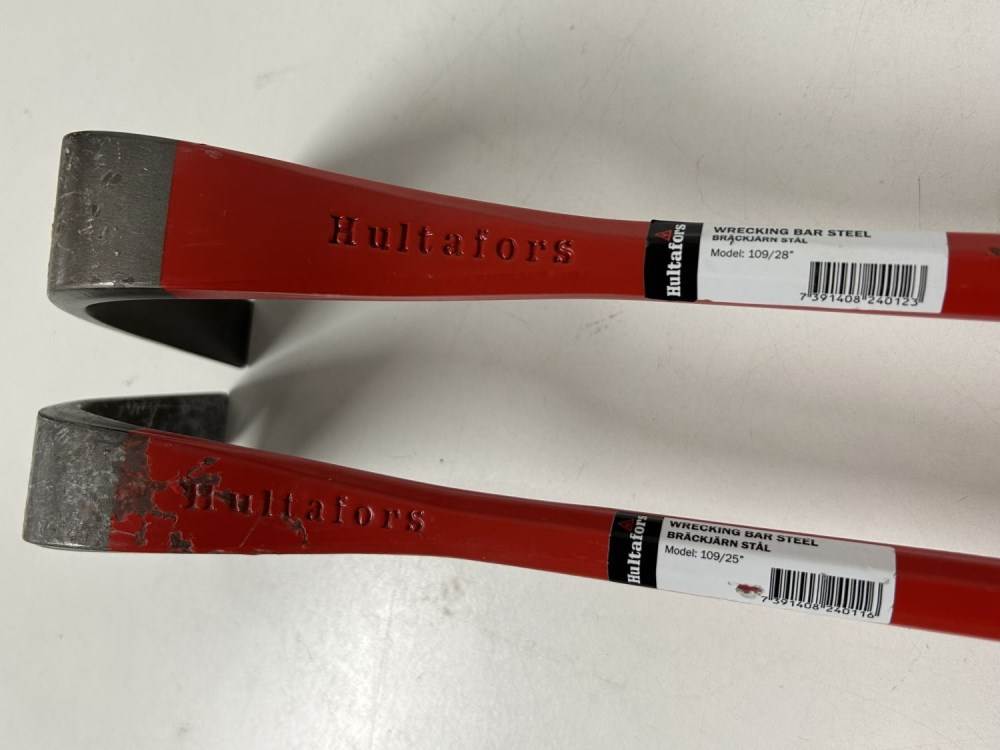 Hultafors
Hultafors
WRECKING BAR STEEL
BRÄCKJÄRN STÅL
Model: 109/28"
7 391408 240123
Hultafors
Hultafors
WRECKING BAR STEEL
BRÄCKJÄRN STÅL
Model: 109/25"
7 391408 240116